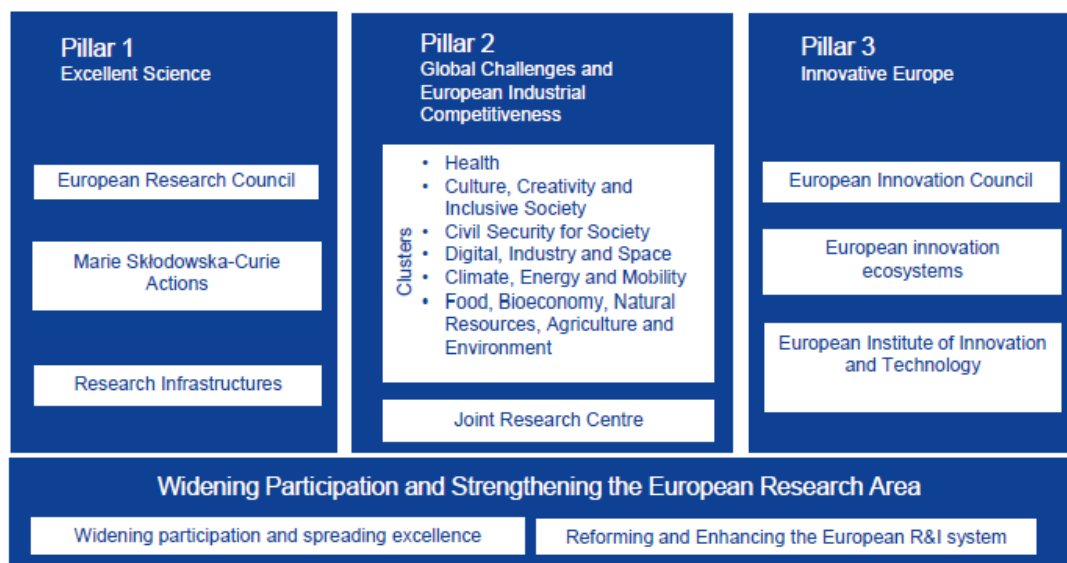 Pillar 1
Excellent Science
European Research Council
Marie Skłodowska-Curie
Actions
Research Infrastructures
Pillar 2
Global Challenges and
European Industrial
Competitiveness
Clusters
• Health
• Culture, Creativity and
Inclusive Society
• Civil Security for Society
• Digital, Industry and Space
• Climate, Energy and Mobility
• Food, Bioeconomy, Natural
Resources, Agriculture and
Environment
Joint Research Centre
Pillar 3
Innovative Europe
European Innovation Council
European innovation
ecosystems
European Institute of Innovation
and Technology
Widening Participation and Strengthening the European Research Area
Widening participation and spreading excellence
Reforming and Enhancing the European R&I system